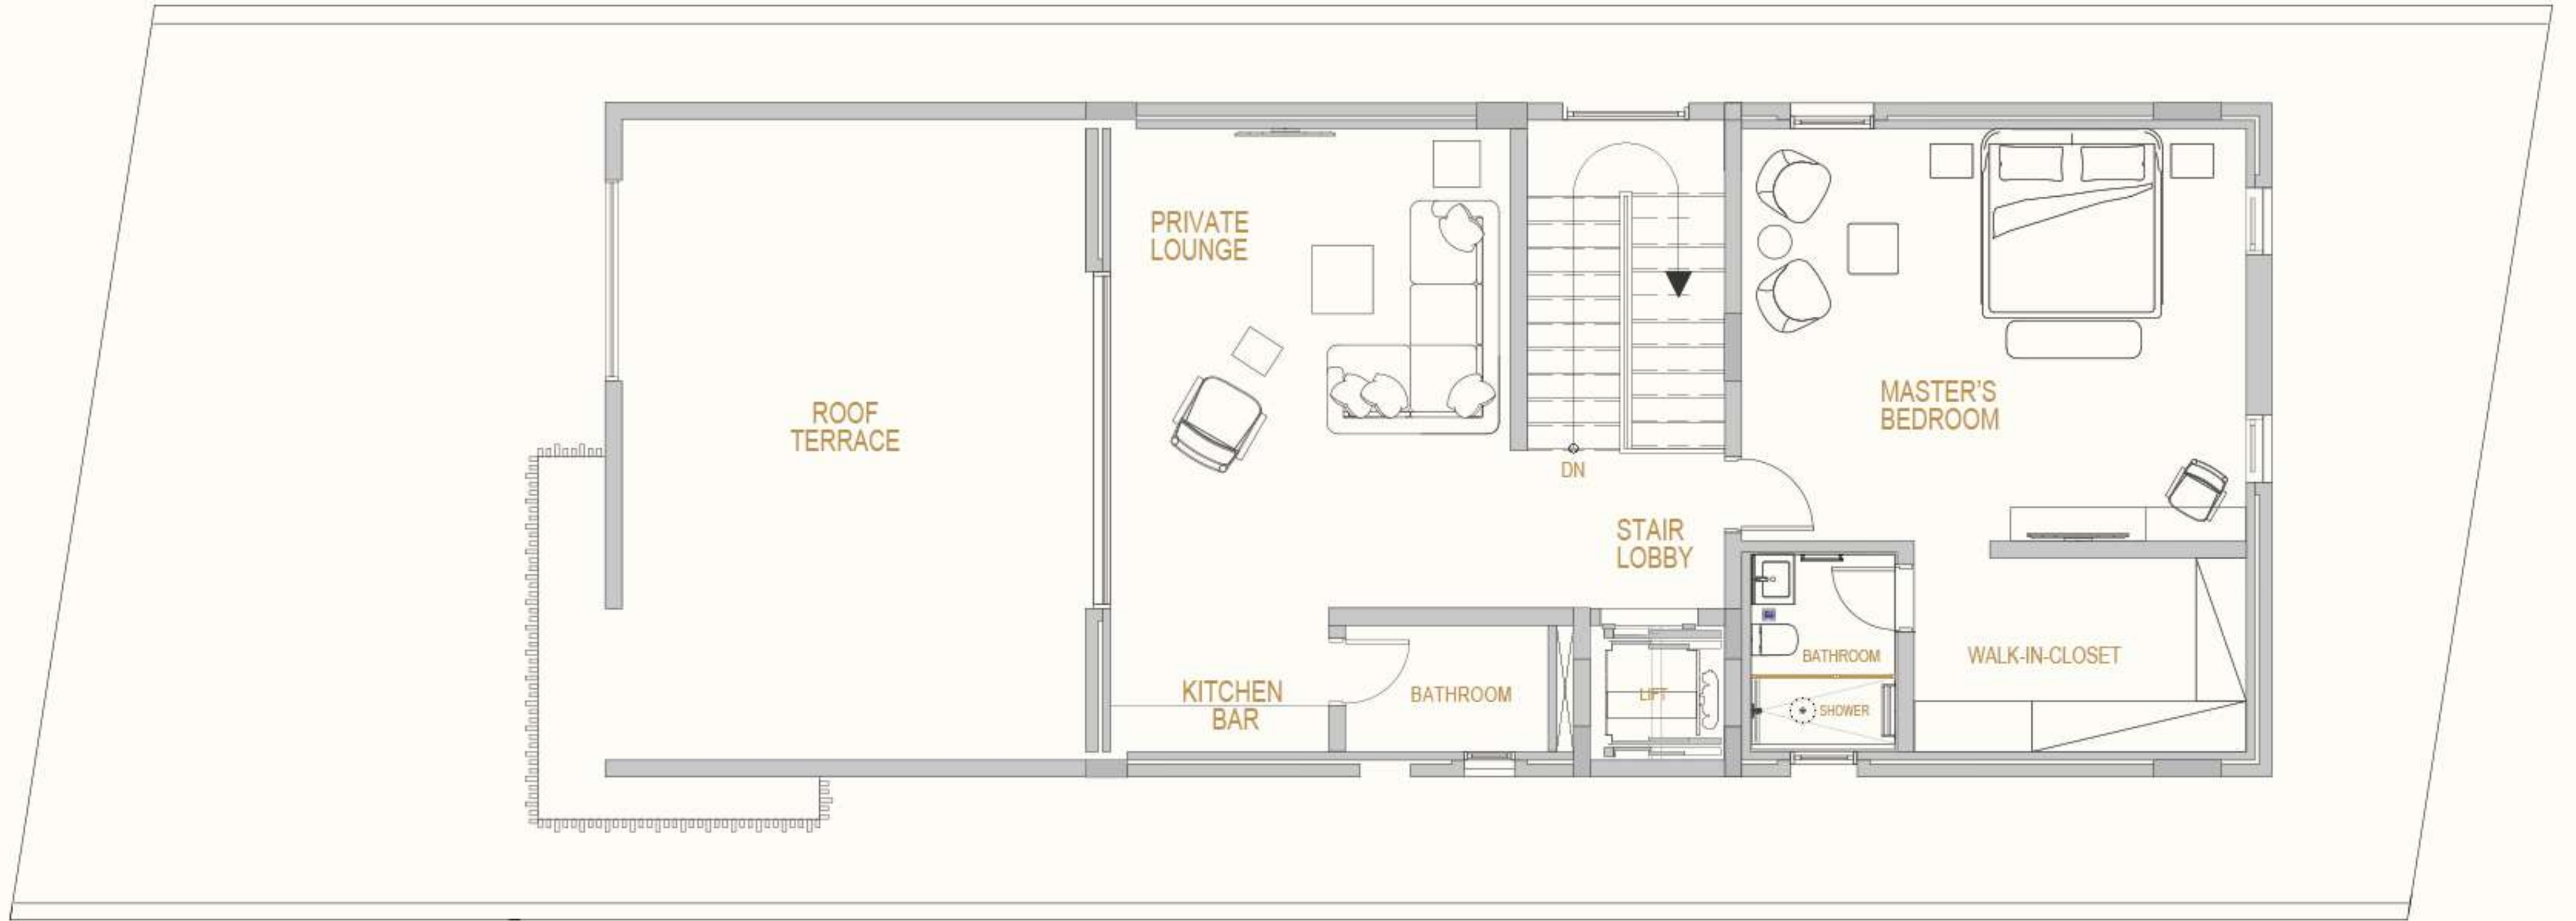 PRIVATE
LOUNGE
ROOF
TERRACE
MASTER'S
BEDROOM
DN
STAIR
LOBBY
KITCHEN
BAR
BATHROOM
LIFT
BATHROOM
SHOWER
WALK-IN-CLOSET